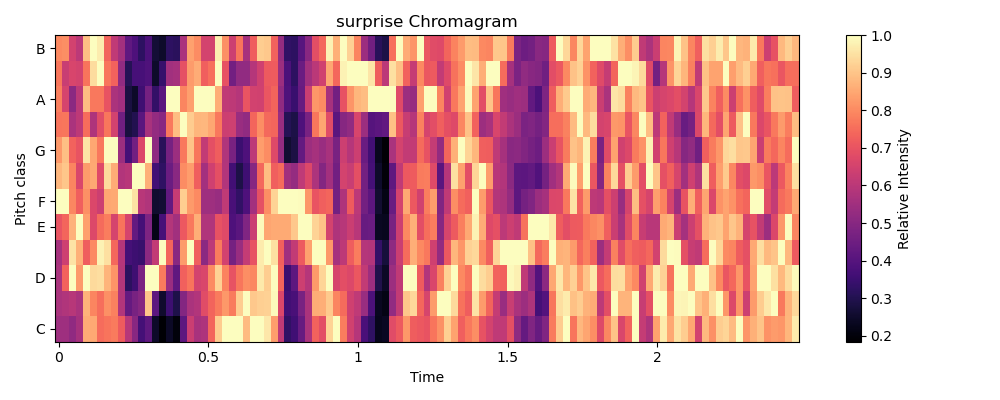 surprise Chromagram
Pitch class
B
A
G
F
E
D
C
0 0.5 1 1.5 2
Time
1.0
0.9
0.8
0.7
0.6
0.5
0.4
0.3
0.2
Relative Intensity